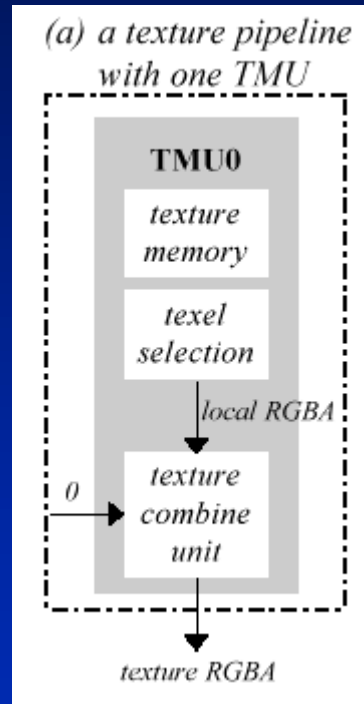 (a) a texture pipeline
with one TMU
TMU0
texture
memory
texel
selection
local RGBA
0
texture
combine
unit
texture RGBA